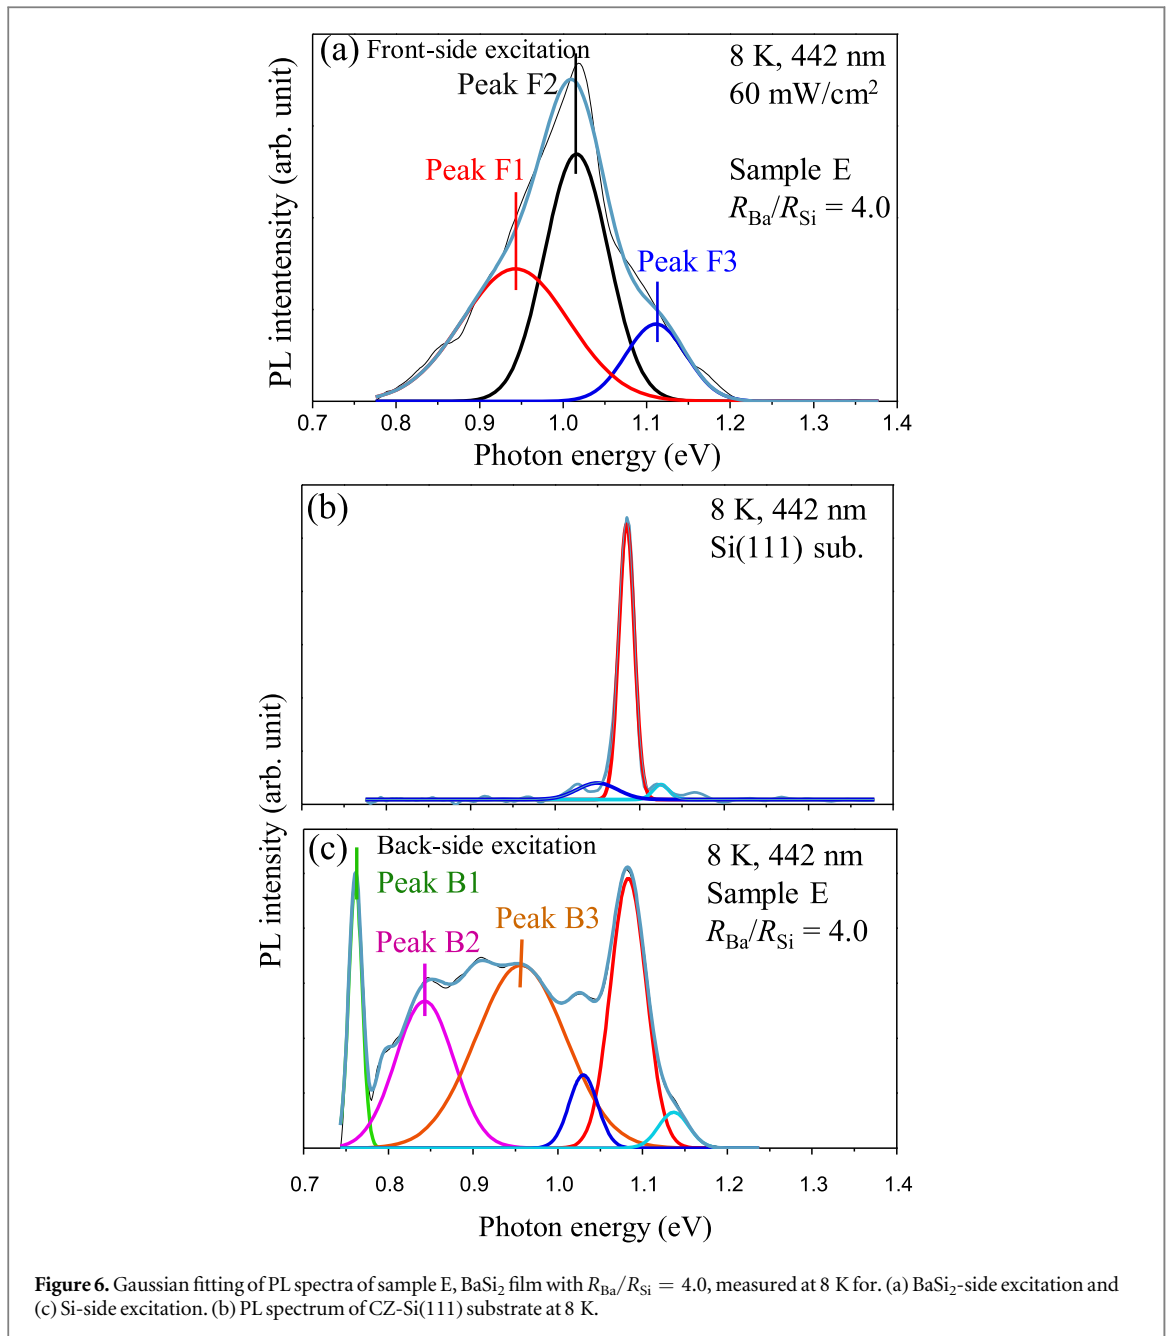 (a) Front-side excitation
Peak F2
8 K, 442 nm
60 mW/cm²
Peak F1
Sample E
R_Ba/R_Si = 4.0
Peak F3
PL intentensity (arb. unit)
0.7 0.8 0.9 1.0 1.1 1.2 1.3 1.4
Photon energy (eV)
(b)
8 K, 442 nm
Si(111) sub.
PL intensity (arb. unit)
(c) Back-side excitation
Peak B1
8 K, 442 nm
Sample E
R_Ba/R_Si = 4.0
Peak B3
Peak B2
0.7 0.8 0.9 1.0 1.1 1.2 1.3 1.4
Photon energy (eV)
Figure 6. Gaussian fitting of PL spectra of sample E, BaSi₂ film with R_Ba/R_Si = 4.0, measured at 8 K for. (a) BaSi₂-side excitation and
(c) Si-side excitation. (b) PL spectrum of CZ-Si(111) substrate at 8 K.